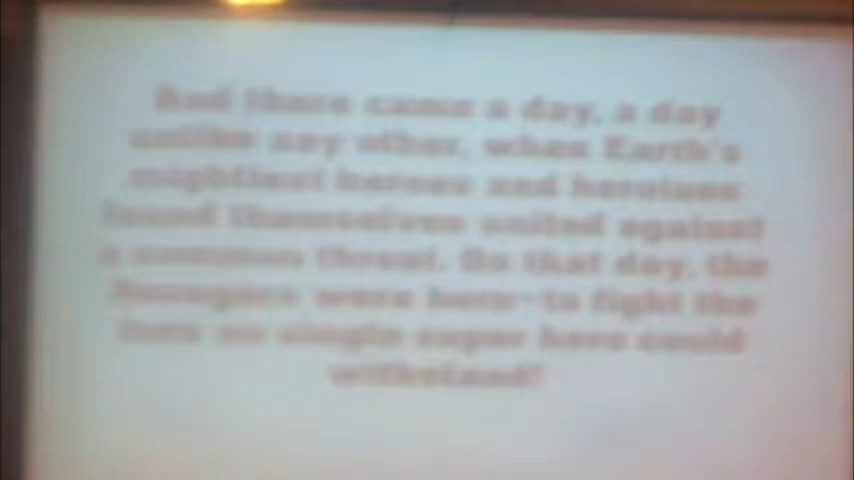 And there came a day, a day
unlike any other, when Earth's
mightiest heroes and heroines
found themselves united against
a common threat. On that day, the
Avengers were born—to fight the
foes no single super hero could
withstand!